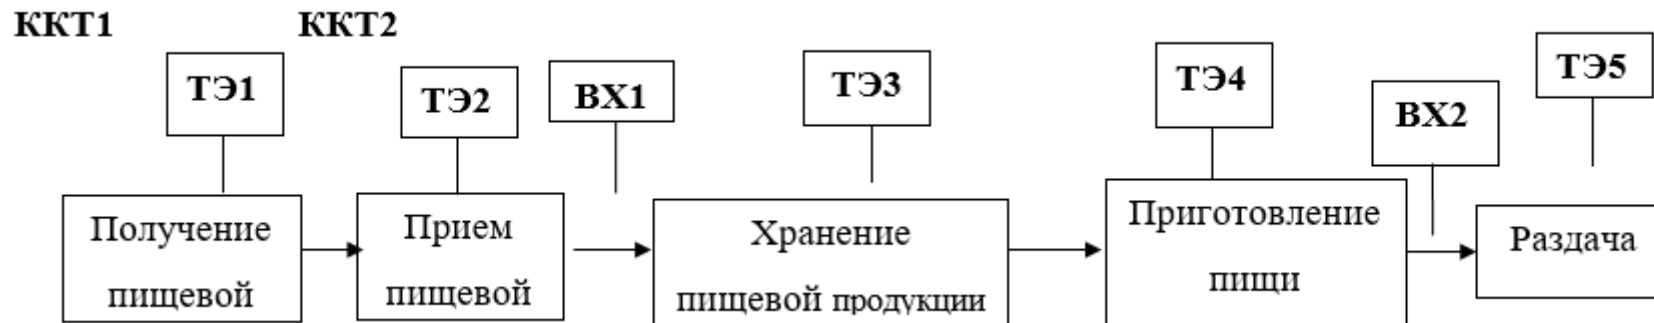 ККТ1 ККТ2
ТЭ1
ТЭ2
ВХ1
ТЭ3
ТЭ4
ВХ2
ТЭ5
Получение
пищевой
Прием
пищевой
Хранение
пищевой продукции
Приготовление
пищи
Раздача